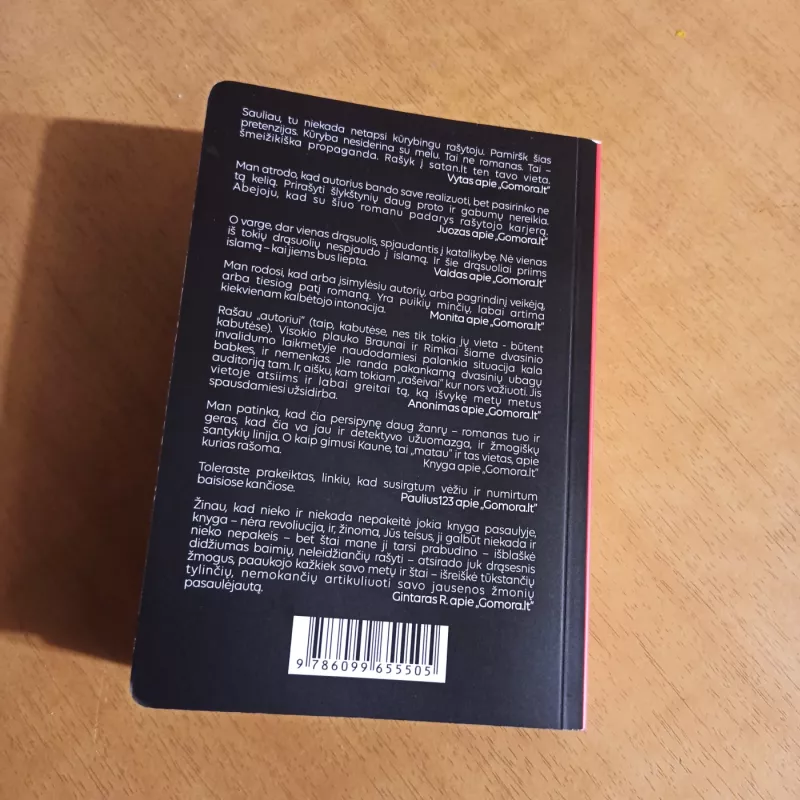 Sauliau, tu niekada netapsi kūrybingu rašytoju. Pamiršk šias
pretenzijas. Kūryba nesiderina su melu. Tai ne romanas. Tai –
šmeižikiška propaganda. Rašyk į satan.lt ten tavo vieta.
Vytas apie „Gomora.lt"
Man atrodo, kad autorius bando save realizuoti, bet pasirinko ne
tą kelią. Prirašyti šlykštynių daug proto ir gabumų nereikia.
Abejoju, kad su šiuo romanu padarys rašytojo karjerą.
Juozas apie „Gomora.lt"
O varge, dar vienas drąsuolis, spjaudantis į katalikybę. Nė vienas
iš tokių drąsuolių nespjaudo į islamą. Ir šie drąsuoliai priims
islamą – kai jiems bus liepta.
Valdas apie „Gomora.lt"
Man rodosi, kad arba įsimylėsiu autorių, arba pagrindinį veikėją,
arba tiesiog patį romaną. Yra puikių minčių, labai artima
kiekvienam kalbėtojo intonacija.
Monita apie „Gomora.lt"
Rašau „autoriui" (taip, kabutėse, nes tik tokia jų vieta - būtent
kabutėse). Visokio plauko Braunai ir Rimkai šiame dvasinio
invalidumo laikmetyje naudodamiesi palankia situacija kala
babkes, ir nemenkas. Jie randa pakankamą dvasinių ubagų
auditoriją tam. Ir, aišku, kam tokiam „rašeivai" kur nors važiuoti. Jis
vietoje atsiims ir labai greitai tą, ką išvykę metų metus
spausdamiesi užsidirba.
Anonimas apie „Gomora.lt"
Man patinka, kad čia persipynę daug žanrų – romanas tuo ir
geras, kad čia va jau ir detektyvo užuomazga, ir žmogiškų
santykių linija. O kaip gimusi Kaune, tai „matau" ir tas vietas, apie
kurias rašoma.
Knyga apie „Gomora.lt"
Toleraste prakeiktas, linkiu, kad susirgtum vėžiu ir numirtum
baisiose kančiose.
Paulius123 apie „Gomora.lt"
Žinau, kad nieko ir niekada nepakeitė jokia knyga pasaulyje,
knyga – nėra revoliucija, ir, žinoma, Jūs teisus, ji galbūt niekada ir
nieko nepakeis – bet štai mane ji tarsi prabudino – išblaškė
didžiumas baimių, neleidžiančių rašyti – atsirado juk drąsesnis
žmogus, paaukojo kažkiek savo metų ir štai – išreiškė tūkstančių
tylinčių, nemokančių artikuliuoti savo jausenos žmonių
pasaulėjautą.
Gintaras R. apie „Gomora.lt"
9 786099 655505